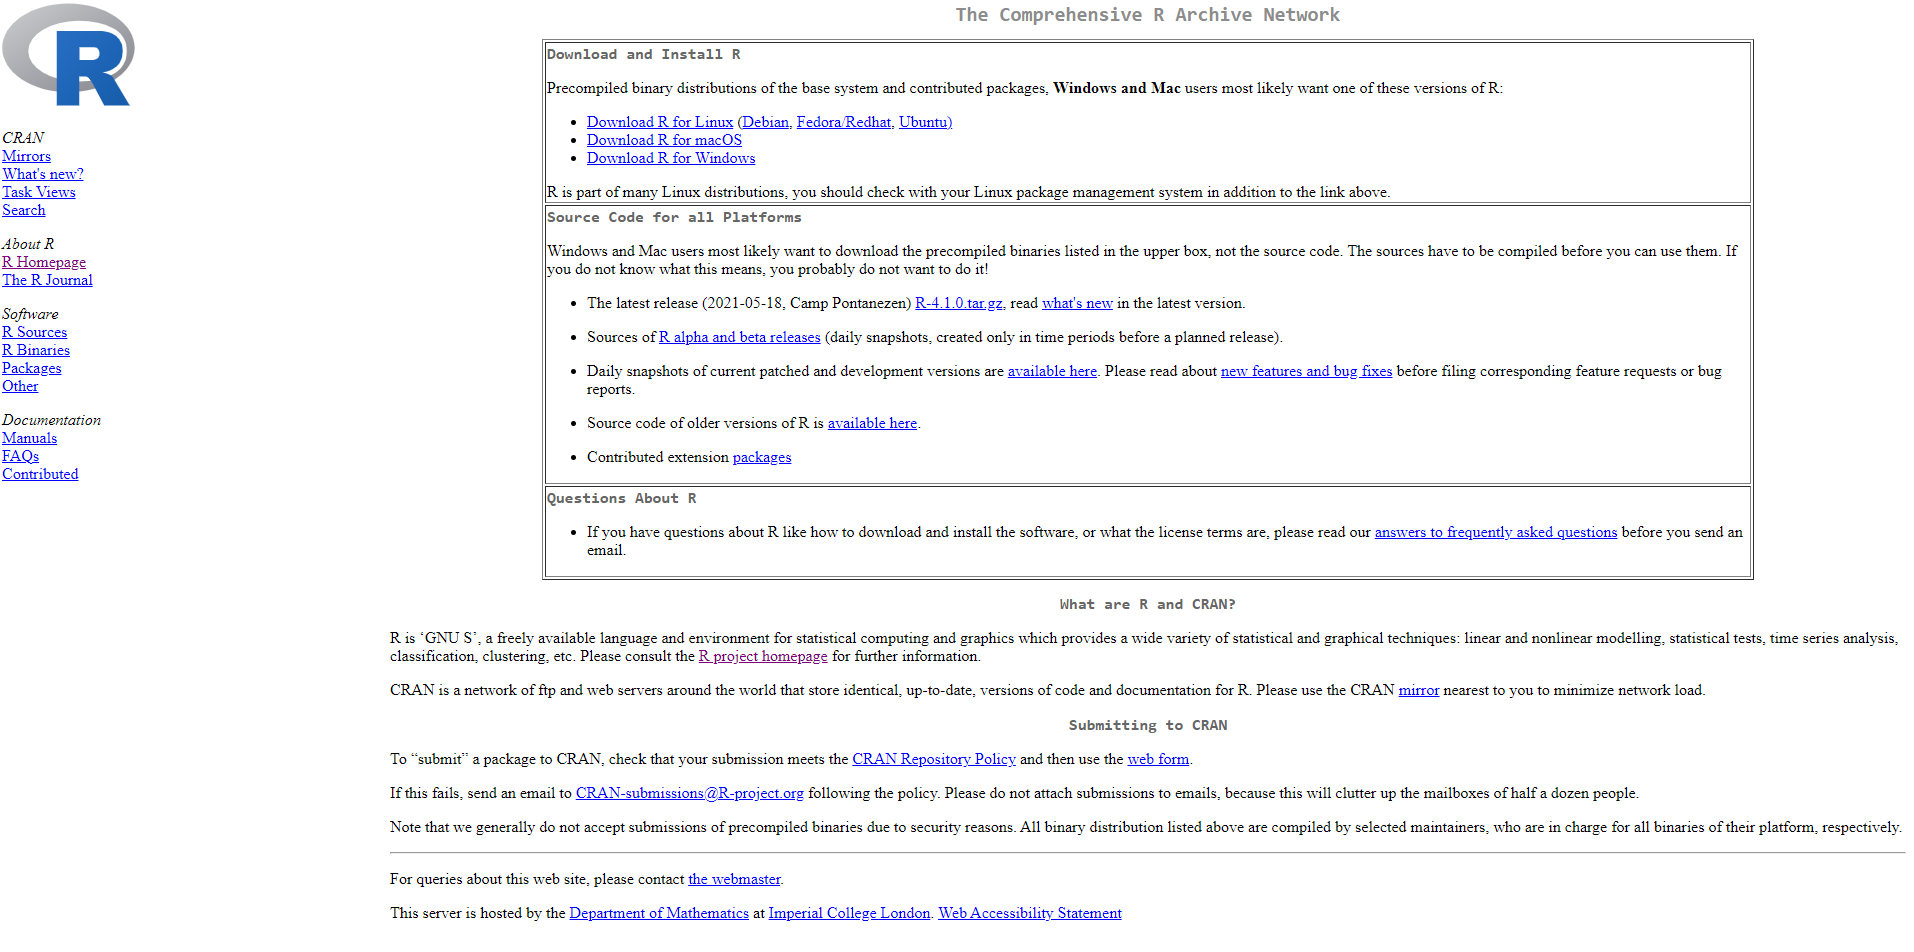 R
CRAN
Mirrors
What's new?
Task Views
Search
About R
R Homepage
The R Journal
Software
R Sources
R Binaries
Packages
Other
Documentation
Manuals
FAQs
Contributed
The Comprehensive R Archive Network
Download and Install R
Precompiled binary distributions of the base system and contributed packages, Windows and Mac users most likely want one of these versions of R:
Download R for Linux (Debian, Fedora/Redhat, Ubuntu)
Download R for macOS
Download R for Windows
R is part of many Linux distributions, you should check with your Linux package management system in addition to the link above.
Source Code for all Platforms
Windows and Mac users most likely want to download the precompiled binaries listed in the upper box, not the source code. The sources have to be compiled before you can use them. If
you do not know what this means, you probably do not want to do it!
The latest release (2021-05-18, Camp Pontanezen) R-4.1.0.tar.gz, read what's new in the latest version.
Sources of R alpha and beta releases (daily snapshots, created only in time periods before a planned release).
Daily snapshots of current patched and development versions are available here. Please read about new features and bug fixes before filing corresponding feature requests or bug
reports.
Source code of older versions of R is available here.
Contributed extension packages
Questions About R
If you have questions about R like how to download and install the software, or what the license terms are, please read our answers to frequently asked questions before you send an
email.
What are R and CRAN?
R is ‘GNU S’, a freely available language and environment for statistical computing and graphics which provides a wide variety of statistical and graphical techniques: linear and nonlinear modelling, statistical tests, time series analysis,
classification, clustering, etc. Please consult the R project homepage for further information.
CRAN is a network of ftp and web servers around the world that store identical, up-to-date, versions of code and documentation for R. Please use the CRAN mirror nearest to you to minimize network load.
Submitting to CRAN
To “submit” a package to CRAN, check that your submission meets the CRAN Repository Policy and then use the web form.
If this fails, send an email to CRAN-submissions@R-project.org following the policy. Please do not attach submissions to emails, because this will clutter up the mailboxes of half a dozen people.
Note that we generally do not accept submissions of precompiled binaries due to security reasons. All binary distribution listed above are compiled by selected maintainers, who are in charge for all binaries of their platform, respectively.
For queries about this web site, please contact the webmaster.
This server is hosted by the Department of Mathematics at Imperial College London. Web Accessibility Statement